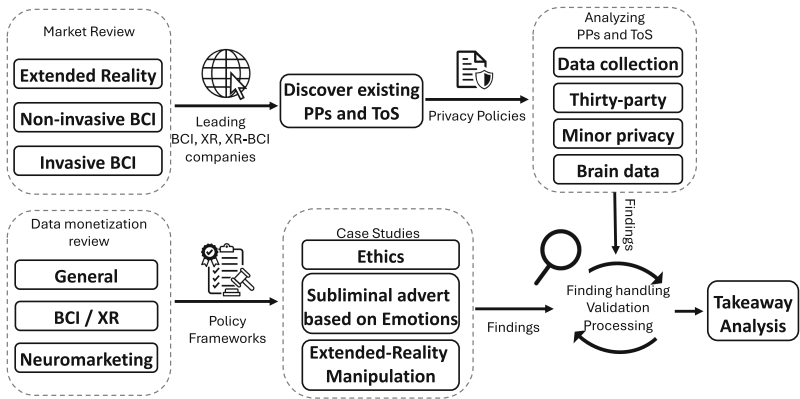 Market Review
Extended Reality
Non-invasive BCI
Invasive BCI
Leading
BCI, XR, XR-BCI
companies
Discover existing
PPs and ToS
Privacy Policies
Analyzing
PPs and ToS
Data collection
Thirty-party
Minor privacy
Brain data
Findings
Data monetization
review
General
BCI / XR
Neuromarketing
Policy
Frameworks
Case Studies
Ethics
Subliminal advert
based on Emotions
Extended-Reality
Manipulation
Findings
Finding handling
Validation
Processing
Takeaway
Analysis